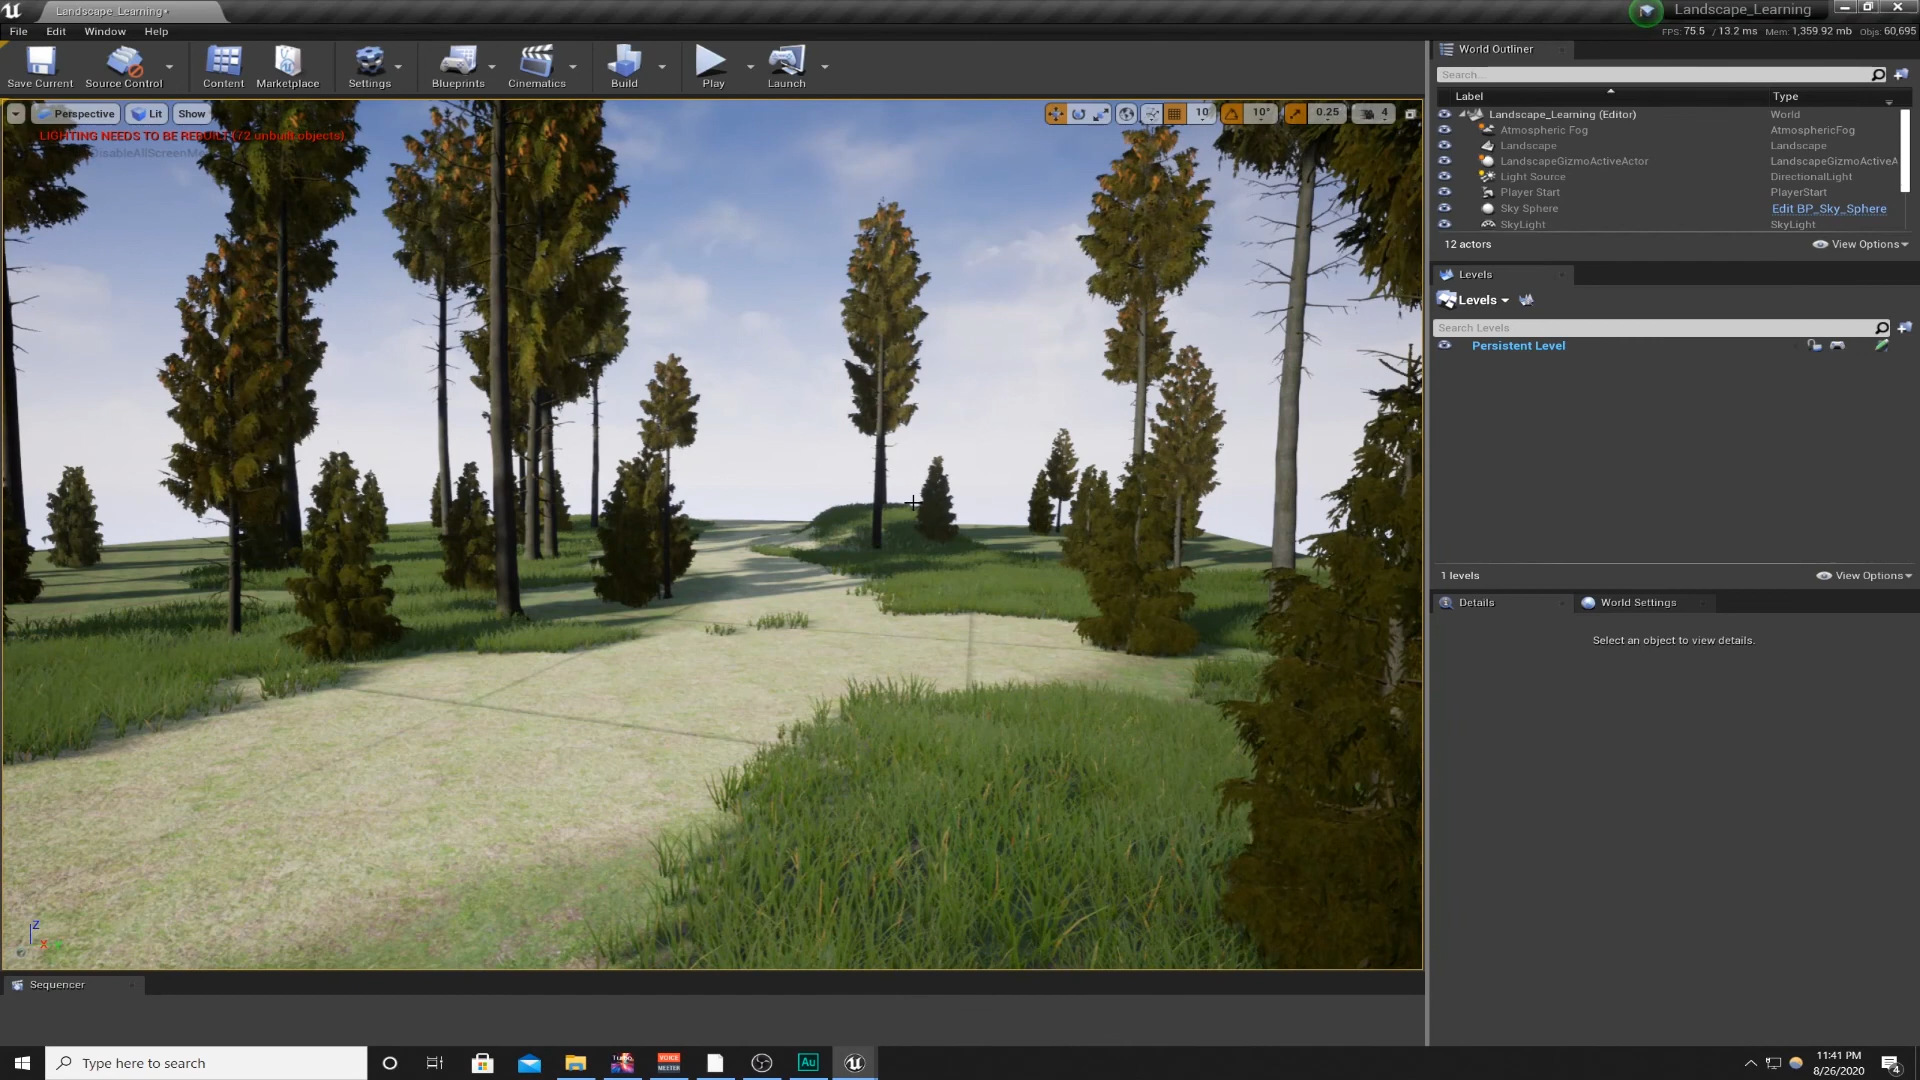 Landscape_Learning•
Landscape_Learning
File Edit Window Help
FPS: 75.5 / 13.2 ms Mem: 1,359.92 mb Objs: 60,695
Save Current Source Control Content Marketplace Settings Blueprints Cinematics Build Play Launch
Perspective Lit Show
10 10° 0.25 4
LIGHTING NEEDS TO BE REBUILT (72 unbuilt objects)
World Outliner
Search...
Label Type
Landscape_Learning (Editor) World
Atmospheric Fog AtmosphericFog
Landscape Landscape
LandscapeGizmoActiveActor LandscapeGizmoActiveA
Light Source DirectionalLight
Player Start PlayerStart
Sky Sphere Edit BP_Sky_Sphere
SkyLight SkyLight
12 actors View Options
Levels
Levels
Search Levels
Persistent Level
1 levels View Options
Details World Settings
Select an object to view details.
Z
X
Sequencer
Type here to search
VOICE
MEETER
Au
11:41 PM
8/26/2020
4